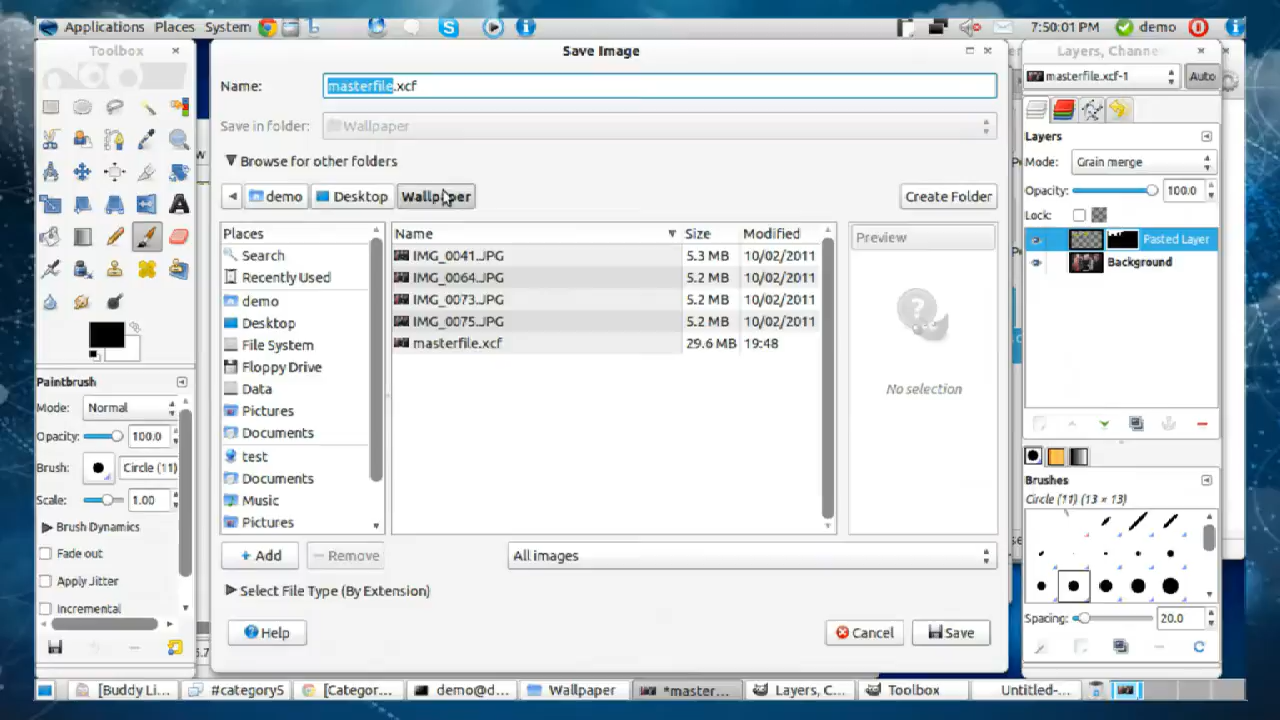 Applications Places System 7:50:01 PM demo
Toolbox
Save Image
Layers, Channe
Name: masterfile.xcf
masterfile.xcf-1 Auto
Save in folder: Wallpaper
Layers
Browse for other folders
Mode: Grain merge
demo Desktop Wallpaper Create Folder
Opacity: 100.0
Lock:
Places Name Size Modified Preview
Pasted Layer
Search IMG_0041.JPG 5.3 MB 10/02/2011
Background
Recently Used IMG_0064.JPG 5.2 MB 10/02/2011
demo IMG_0073.JPG 5.2 MB 10/02/2011
Desktop IMG_0075.JPG 5.2 MB 10/02/2011
File System masterfile.xcf 29.6 MB 19:48
Floppy Drive
Data No selection
Pictures
Documents
test
Documents
Music
Pictures
Paintbrush
Mode: Normal
Opacity: 100.0
Brush: Circle (11)
Scale: 1.00
Brush Dynamics
Fade out
Apply Jitter
Incremental
Brushes
Circle (11) (13 × 13)
Spacing: 20.0
Add Remove All images
Select File Type (By Extension)
Help Cancel Save
[Buddy Li... #category5 [Categor... demo@d... Wallpaper *master... Layers, C... Toolbox Untitled-...